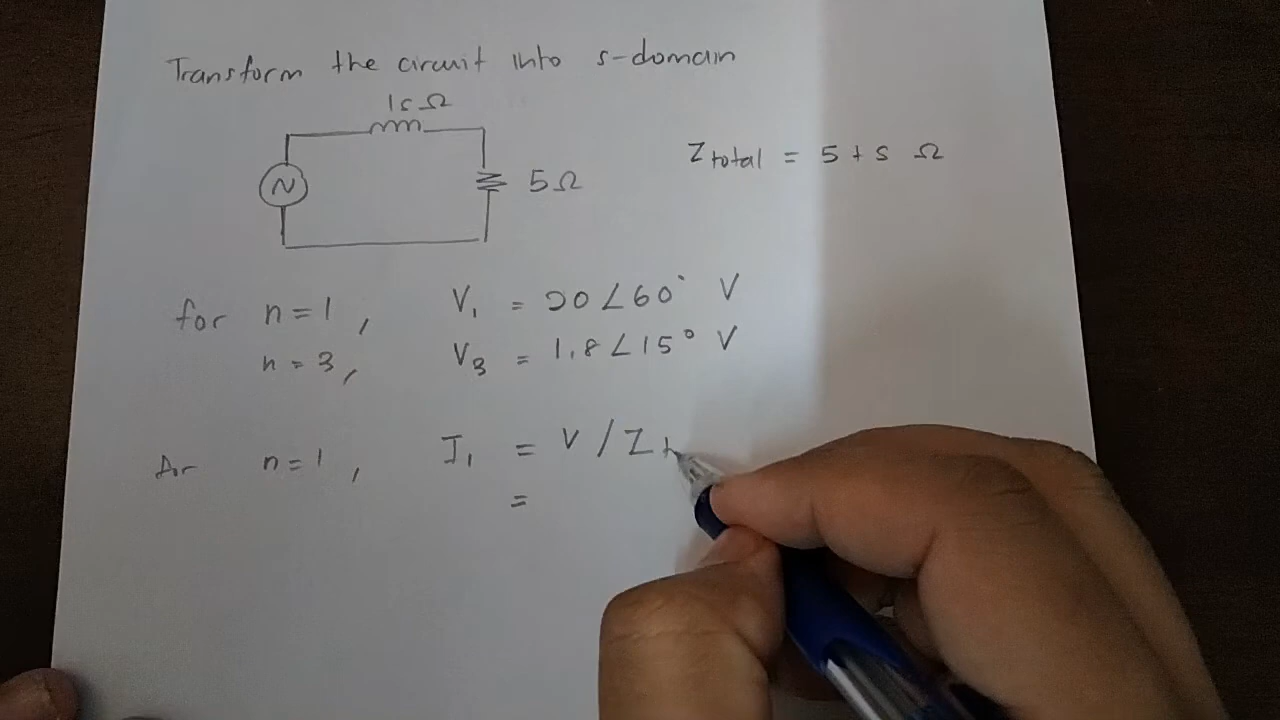 Transform the circuit into s-domain
1s Ω
5Ω
Z total = 5 + s Ω
for n=1, V1 = 20∠60° V
n=3, V3 = 1.8∠15° V
for n=1, I1 = V / Z t
=